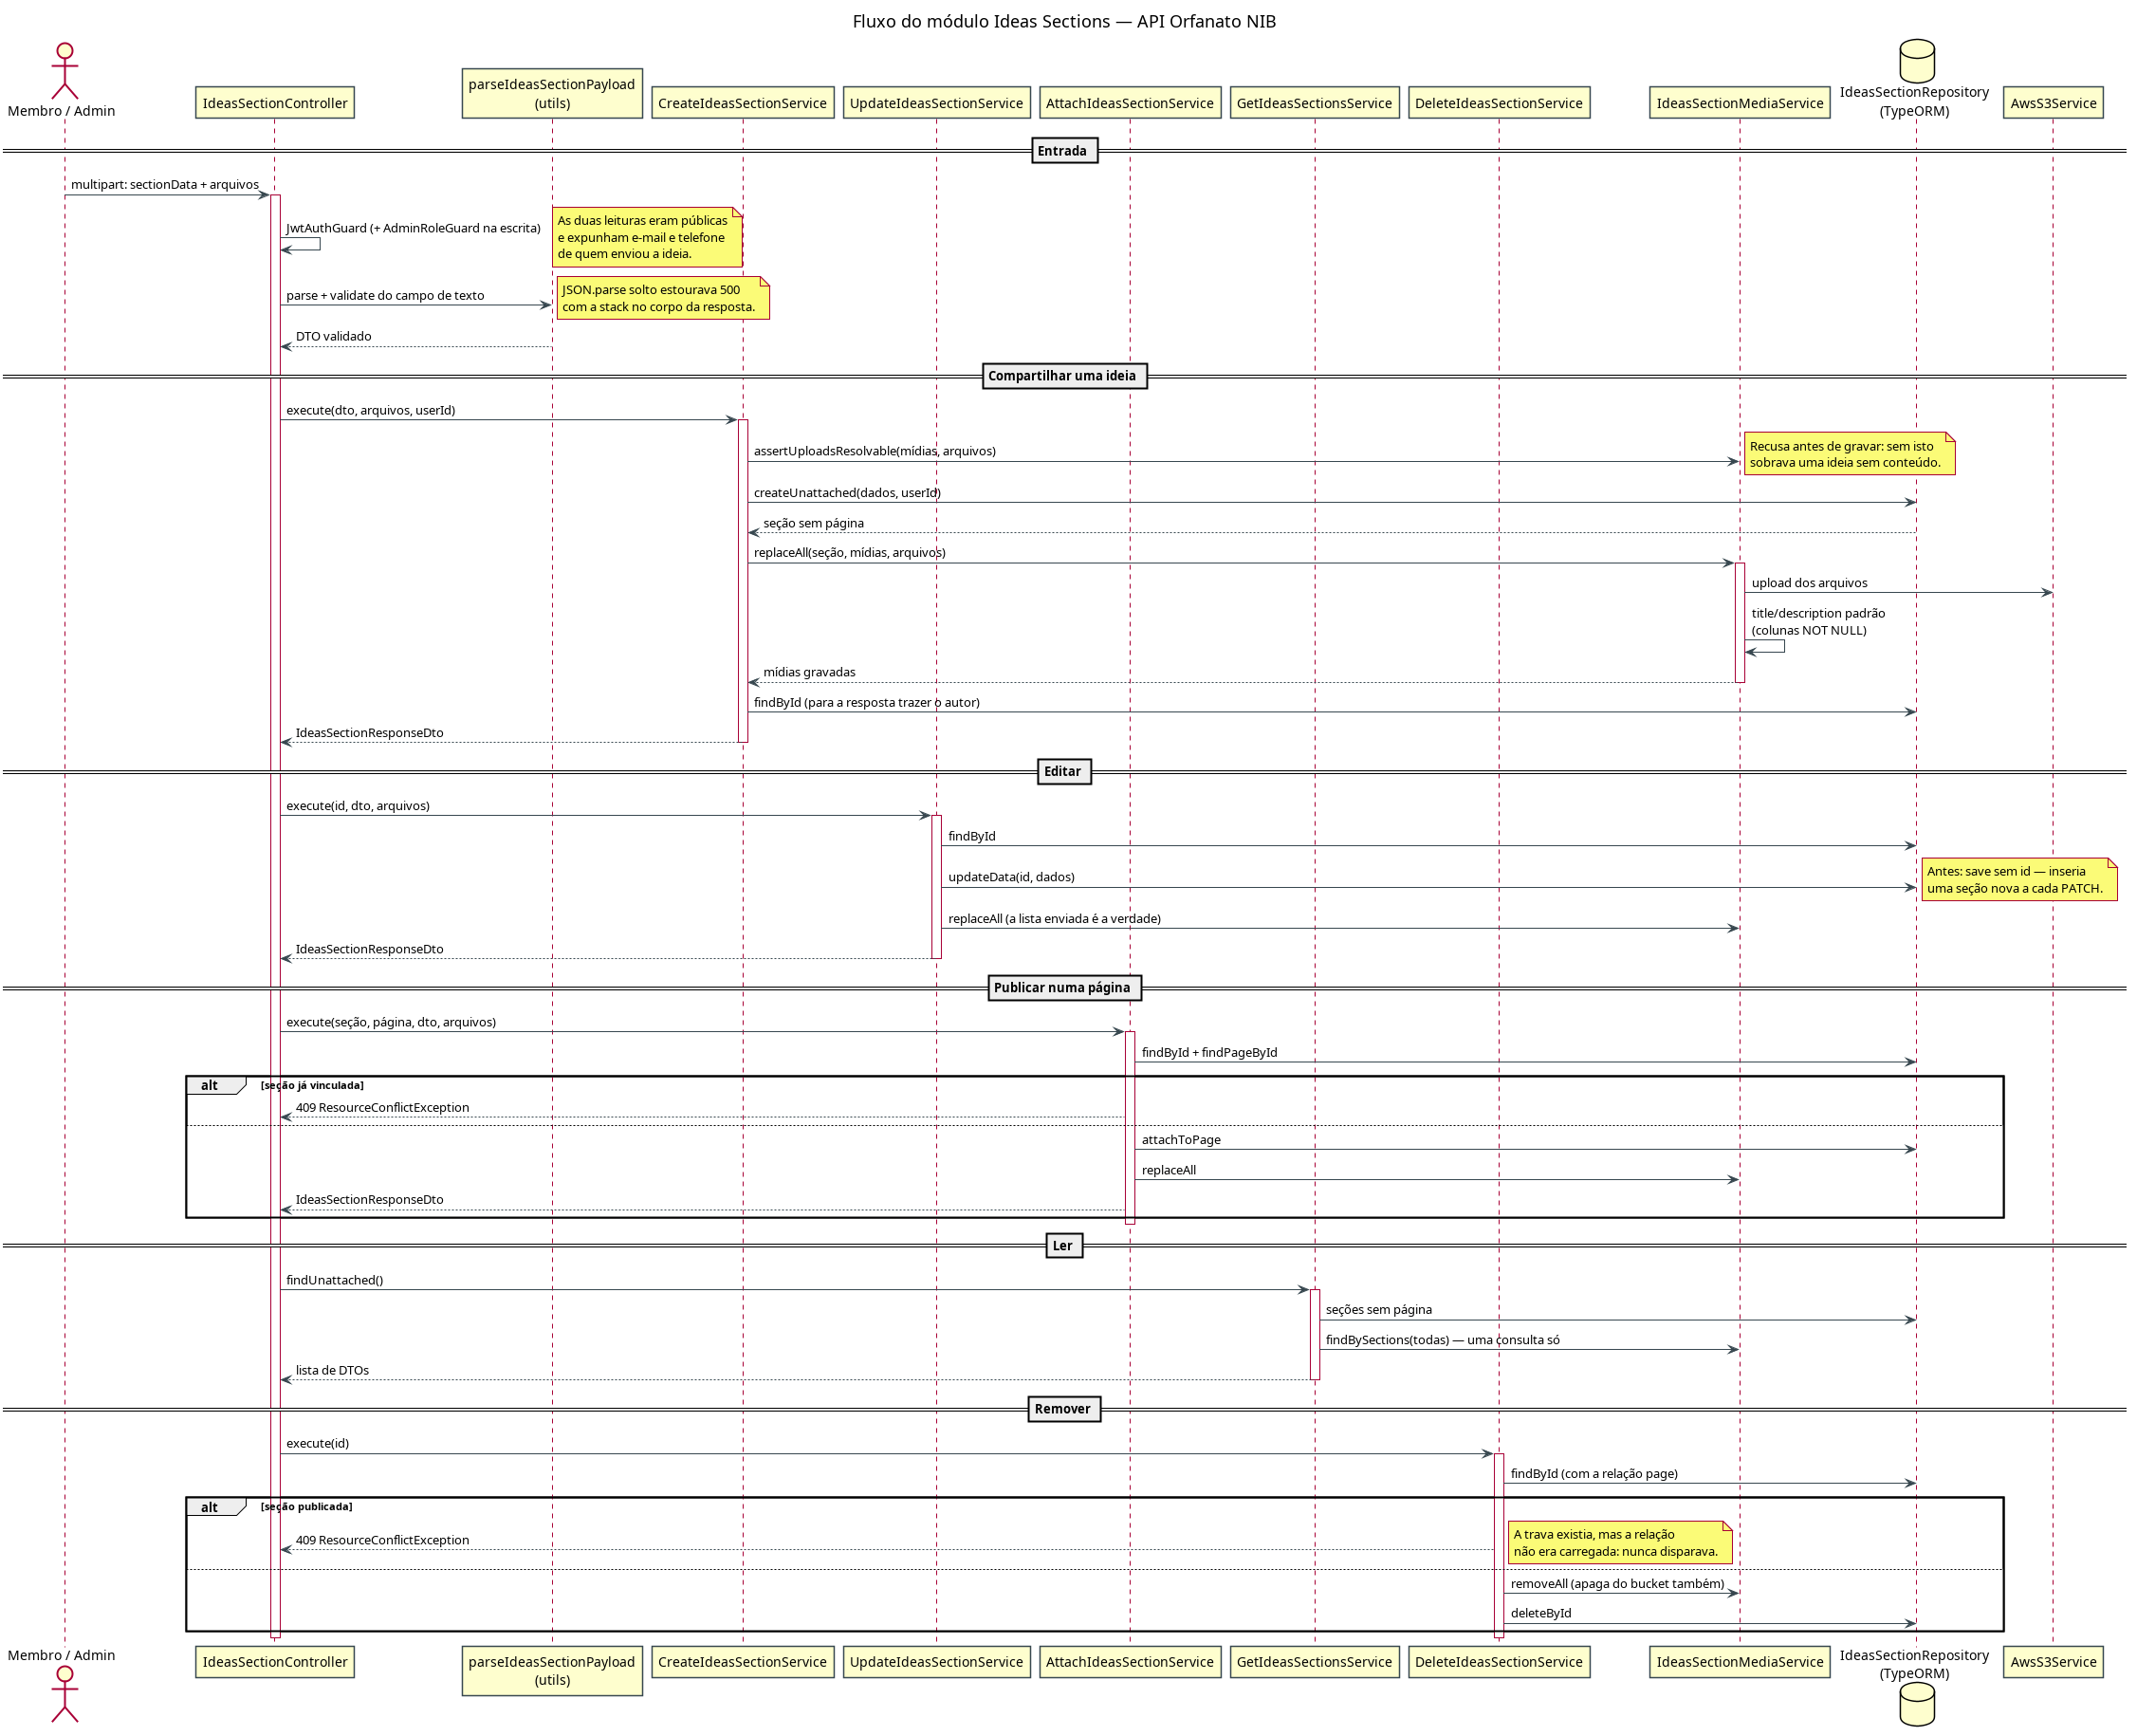 Fluxo do módulo Ideas Sections — API Orfanato NIB
Membro / Admin
IdeasSectionController
parseIdeasSectionPayload
(utils)
CreateIdeasSectionService
UpdateIdeasSectionService
AttachIdeasSectionService
GetIdeasSectionsService
DeleteIdeasSectionService
IdeasSectionMediaService
IdeasSectionRepository
(TypeORM)
AwsS3Service
Entrada
multipart: sectionData + arquivos
JwtAuthGuard (+ AdminRoleGuard na escrita)
As duas leituras eram públicas
e expunham e-mail e telefone
de quem enviou a ideia.
parse + validate do campo de texto
JSON.parse solto estourava 500
com a stack no corpo da resposta.
DTO validado
Compartilhar uma ideia
execute(dto, arquivos, userId)
assertUploadsResolvable(mídias, arquivos)
Recusa antes de gravar: sem isto
sobrava uma ideia sem conteúdo.
createUnattached(dados, userId)
seção sem página
replaceAll(seção, mídias, arquivos)
upload dos arquivos
title/description padrão
(colunas NOT NULL)
mídias gravadas
findById (para a resposta trazer o autor)
IdeasSectionResponseDto
Editar
execute(id, dto, arquivos)
findById
updateData(id, dados)
Antes: save sem id — inseria
uma seção nova a cada PATCH.
replaceAll (a lista enviada é a verdade)
IdeasSectionResponseDto
Publicar numa página
execute(seção, página, dto, arquivos)
findById + findPageById
alt [seção já vinculada]
409 ResourceConflictException
attachToPage
replaceAll
IdeasSectionResponseDto
Ler
findUnattached()
seções sem página
findBySections(todas) — uma consulta só
lista de DTOs
Remover
execute(id)
findById (com a relação page)
alt [seção publicada]
409 ResourceConflictException
A trava existia, mas a relação
não era carregada: nunca disparava.
removeAll (apaga do bucket também)
deleteById
Membro / Admin
IdeasSectionController
parseIdeasSectionPayload
(utils)
CreateIdeasSectionService
UpdateIdeasSectionService
AttachIdeasSectionService
GetIdeasSectionsService
DeleteIdeasSectionService
IdeasSectionMediaService
IdeasSectionRepository
(TypeORM)
AwsS3Service